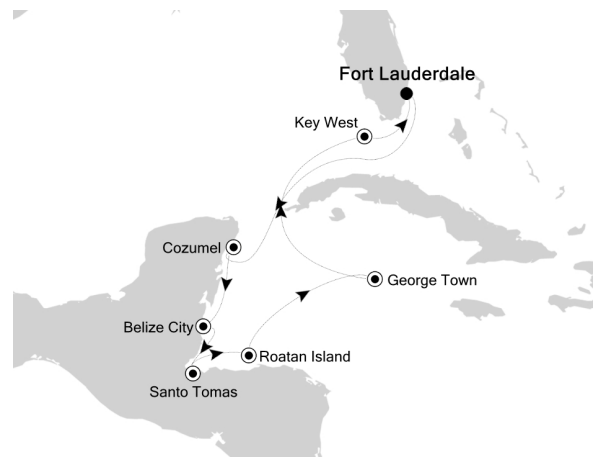 Fort Lauderdale
Key West
Cozumel
George Town
Belize City
Roatan Island
Santo Tomas